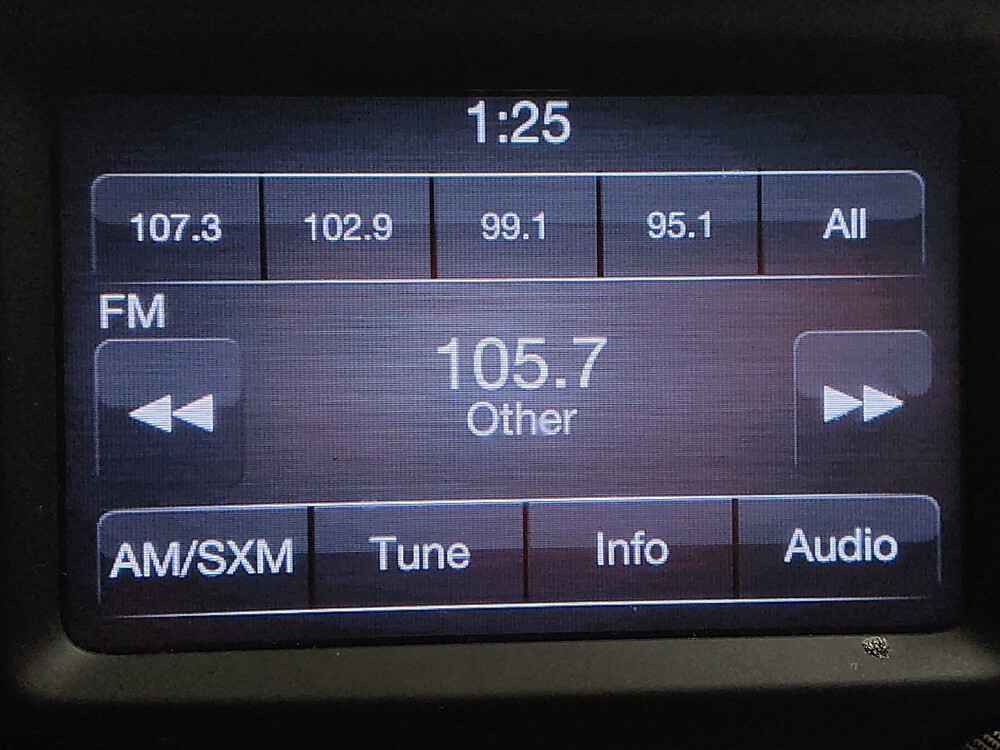 1:25
107.3 102.9 99.1 95.1 All
FM
105.7
Other
AM/SXM Tune Info Audio